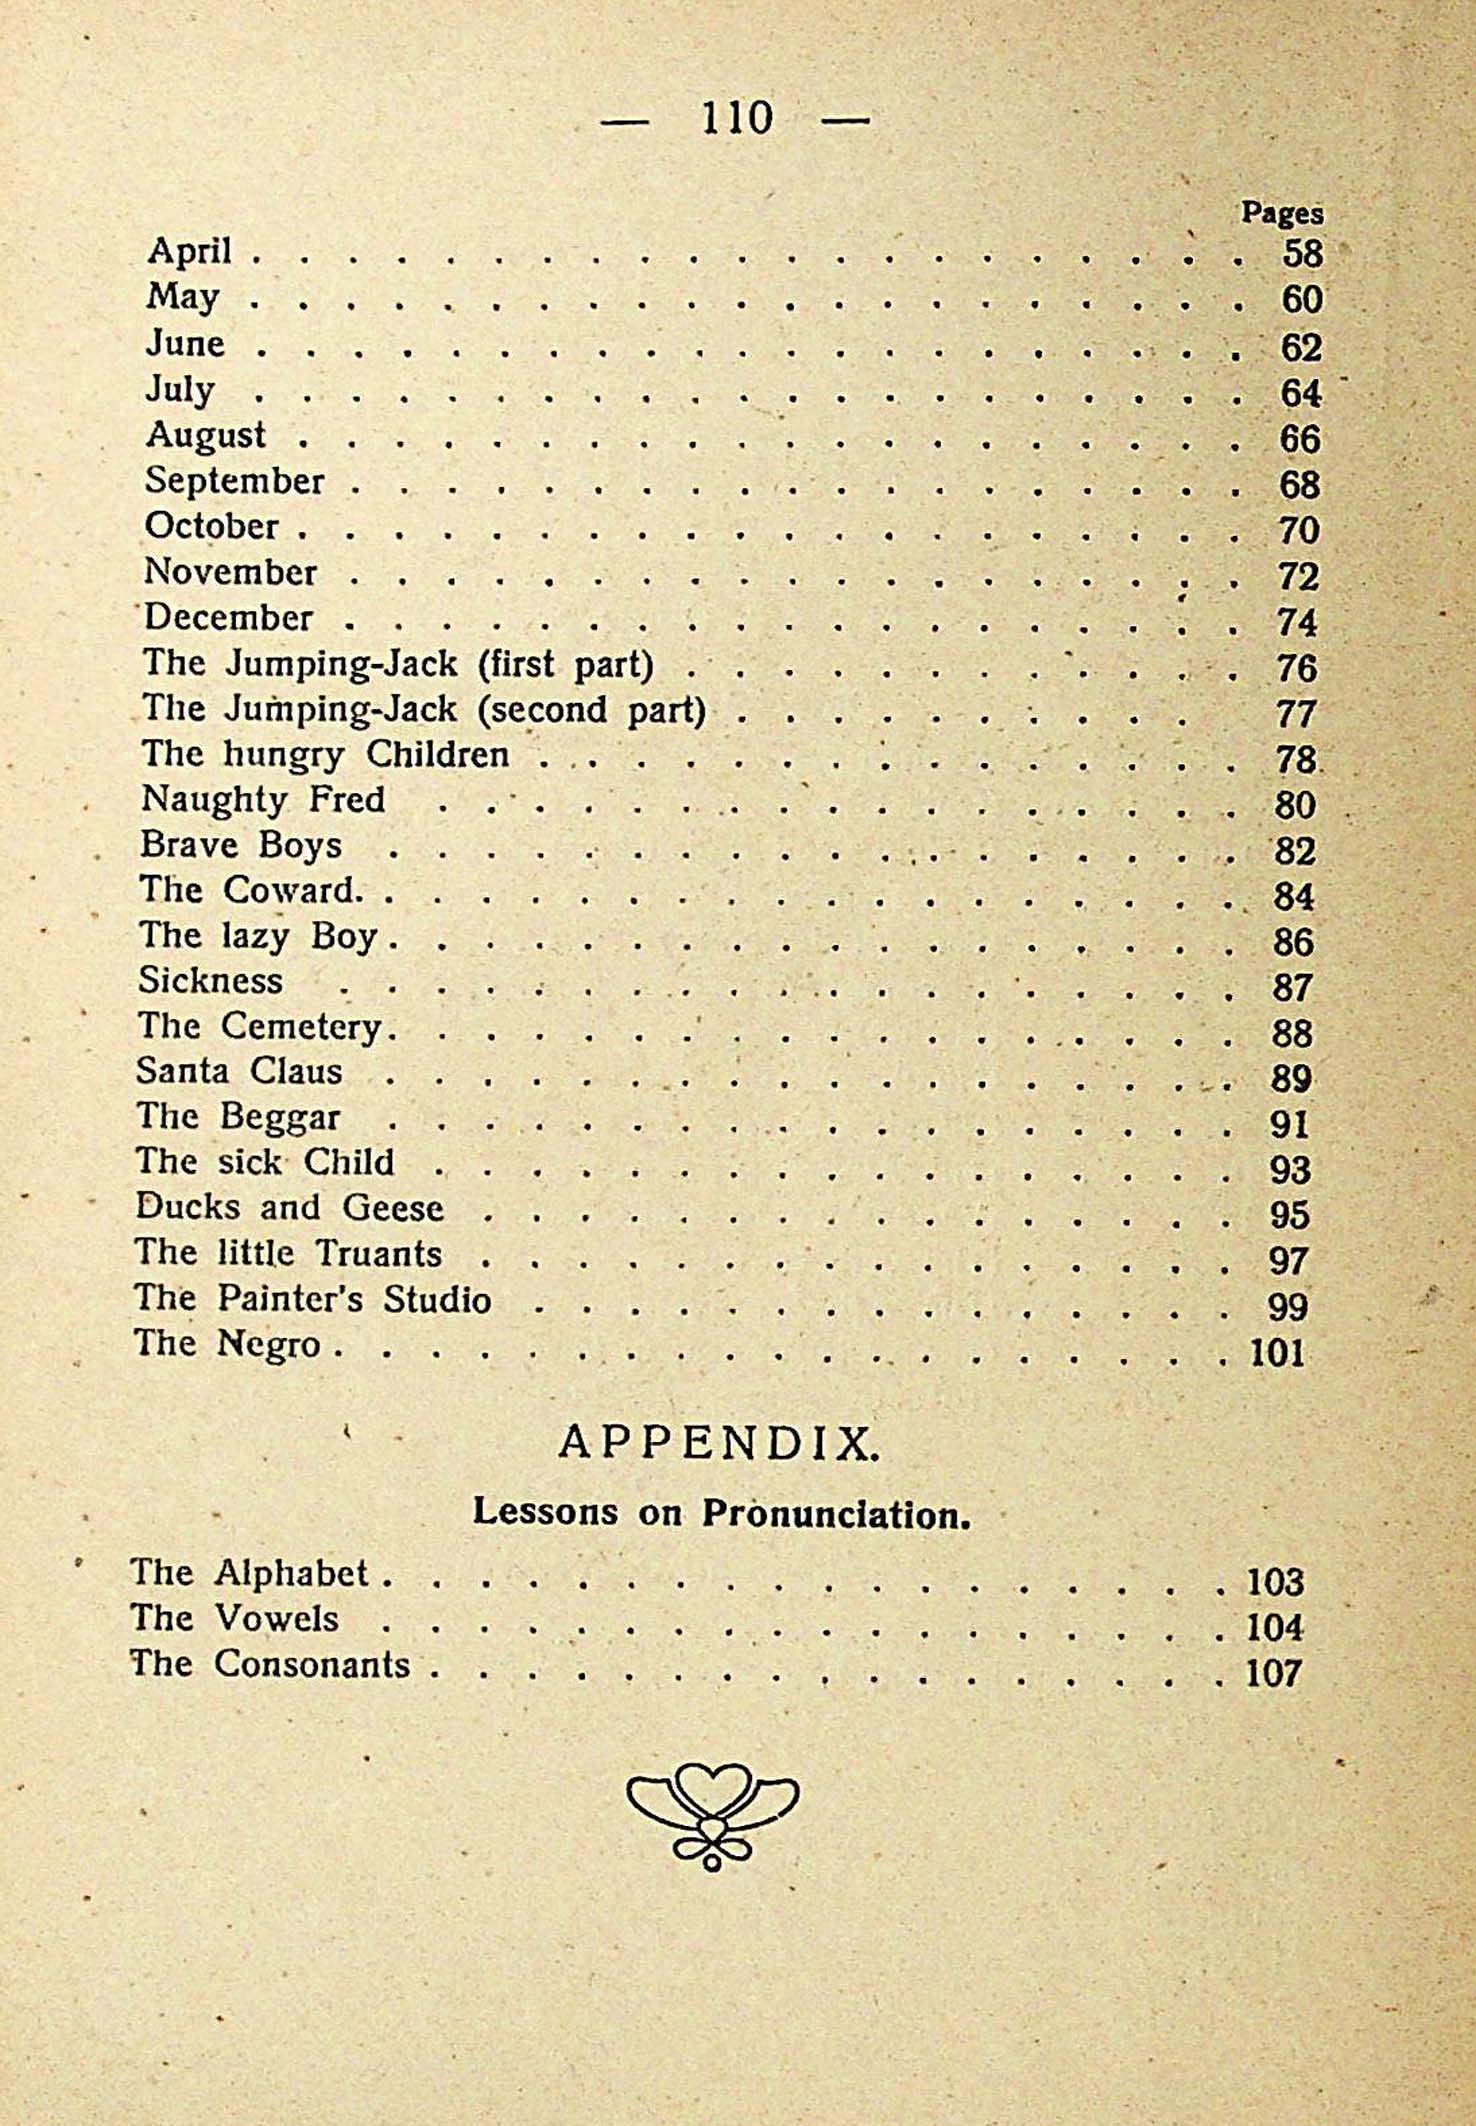 — 110 —
Pages
April . . . . . . . . . . . . . . . . . . . . . 58
May . . . . . . . . . . . . . . . . . . . . . 60
June . . . . . . . . . . . . . . . . . . . . . 62
July . . . . . . . . . . . . . . . . . . . . . 64
August . . . . . . . . . . . . . . . . . . . . 66
September . . . . . . . . . . . . . . . . . . . 68
October . . . . . . . . . . . . . . . . . . . . 70
November . . . . . . . . . . . . . . . . . . . 72
December . . . . . . . . . . . . . . . . . . . 74
The Jumping-Jack (first part) . . . . . . . . . . . . 76
The Jumping-Jack (second part) . . . . . . . . . . 77
The hungry Children . . . . . . . . . . . . . . . 78
Naughty Fred . . . . . . . . . . . . . . . . . 80
Brave Boys . . . . . . . . . . . . . . . . . . 82
The Coward. . . . . . . . . . . . . . . . . . . 84
The lazy Boy . . . . . . . . . . . . . . . . . . 86
Sickness . . . . . . . . . . . . . . . . . . . 87
The Cemetery. . . . . . . . . . . . . . . . . . 88
Santa Claus . . . . . . . . . . . . . . . . . . 89
The Beggar . . . . . . . . . . . . . . . . . . 91
The sick Child . . . . . . . . . . . . . . . . . 93
Ducks and Geese . . . . . . . . . . . . . . . . 95
The little Truants . . . . . . . . . . . . . . . . 97
The Painter's Studio . . . . . . . . . . . . . . . 99
The Negro . . . . . . . . . . . . . . . . . . . 101
APPENDIX.
Lessons on Pronunciation.
The Alphabet . . . . . . . . . . . . . . . . . . 103
The Vowels . . . . . . . . . . . . . . . . . . 104
The Consonants . . . . . . . . . . . . . . . . . 107